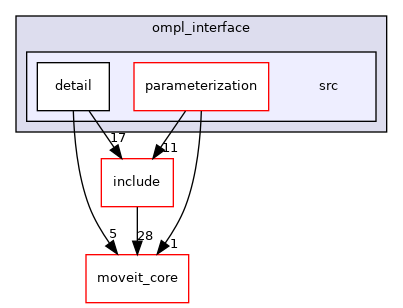 ompl_interface
detail
parameterization
src
17
11
include
5
28
1
moveit_core